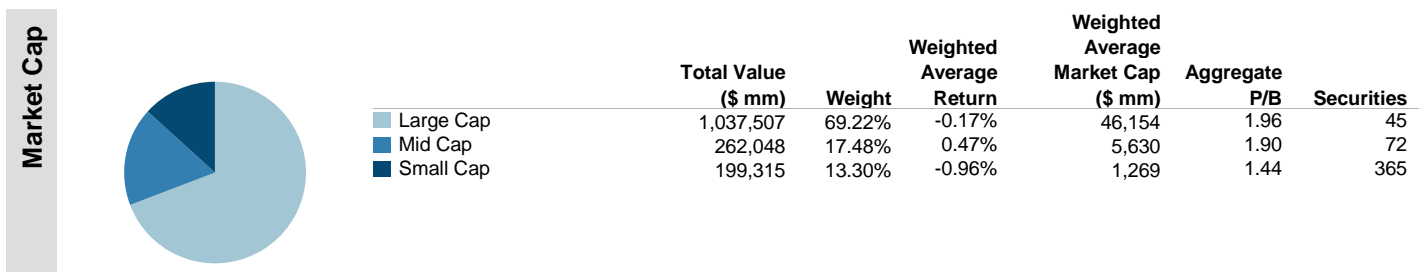 Market Cap
Weighted
Weighted Average
Total Value Average Market Cap Aggregate
($ mm) Weight Return ($ mm) P/B Securities
Large Cap 1,037,507 69.22% -0.17% 46,154 1.96 45
Mid Cap 262,048 17.48% 0.47% 5,630 1.90 72
Small Cap 199,315 13.30% -0.96% 1,269 1.44 365